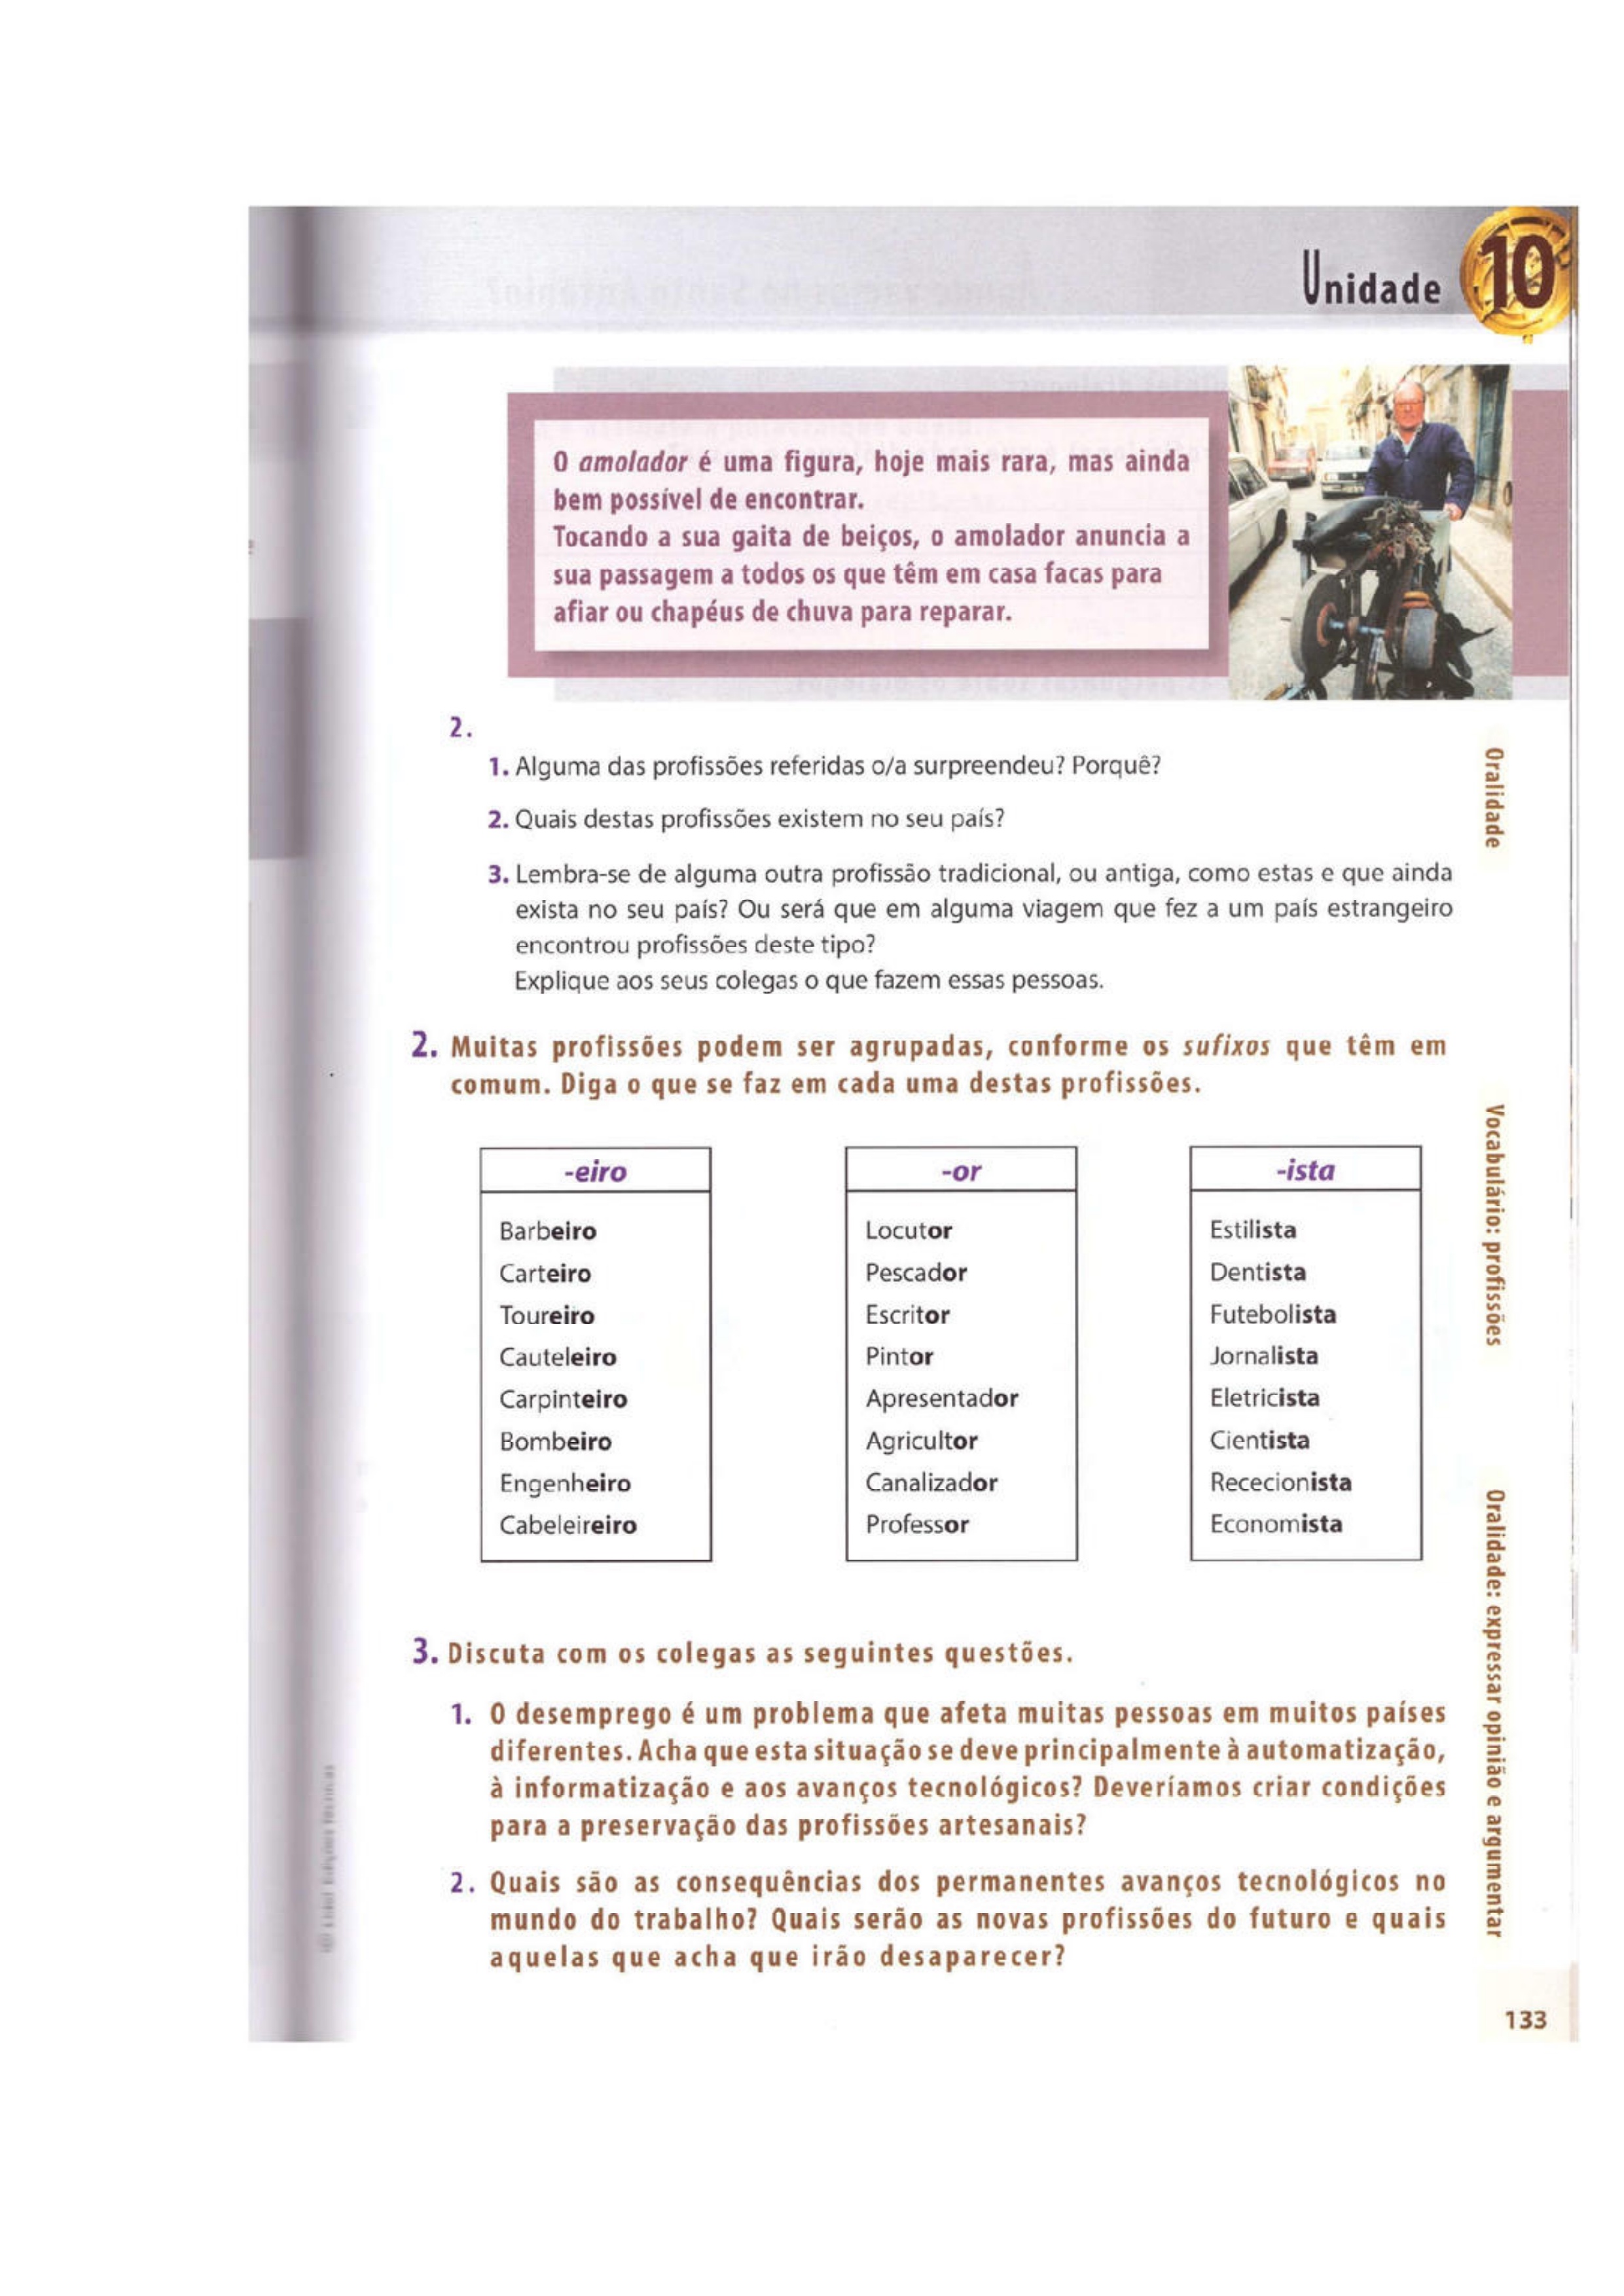 Unidade 10
O amolador é uma figura, hoje mais rara, mas ainda
bem possível de encontrar.
Tocando a sua gaita de beiços, o amolador anuncia a
sua passagem a todos os que têm em casa facas para
afiar ou chapéus de chuva para reparar.
2.
1. Alguma das profissões referidas o/a surpreendeu? Porquê?
2. Quais destas profissões existem no seu país?
3. Lembra-se de alguma outra profissão tradicional, ou antiga, como estas e que ainda
exista no seu país? Ou será que em alguma viagem que fez a um país estrangeiro
encontrou profissões deste tipo?
Explique aos seus colegas o que fazem essas pessoas.
Oralidade
2. Muitas profissões podem ser agrupadas, conforme os sufixos que têm em
comum. Diga o que se faz em cada uma destas profissões.
-eiro
Barbeiro
Carteiro
Toureiro
Cauteleiro
Carpinteiro
Bombeiro
Engenheiro
Cabeleireiro
-or
Locutor
Pescador
Escritor
Pintor
Apresentador
Agricultor
Canalizador
Professor
-ista
Estilista
Dentista
Futebolista
Jornalista
Eletricista
Cientista
Rececionista
Economista
Vocabulário: profissões
3. Discuta com os colegas as seguintes questões.
1. O desemprego é um problema que afeta muitas pessoas em muitos países
diferentes. Acha que esta situação se deve principalmente à automatização,
à informatização e aos avanços tecnológicos? Deveríamos criar condições
para a preservação das profissões artesanais?
2. Quais são as consequências dos permanentes avanços tecnológicos no
mundo do trabalho? Quais serão as novas profissões do futuro e quais
aquelas que acha que irão desaparecer?
Oralidade: expressar opinião e argumentar
133